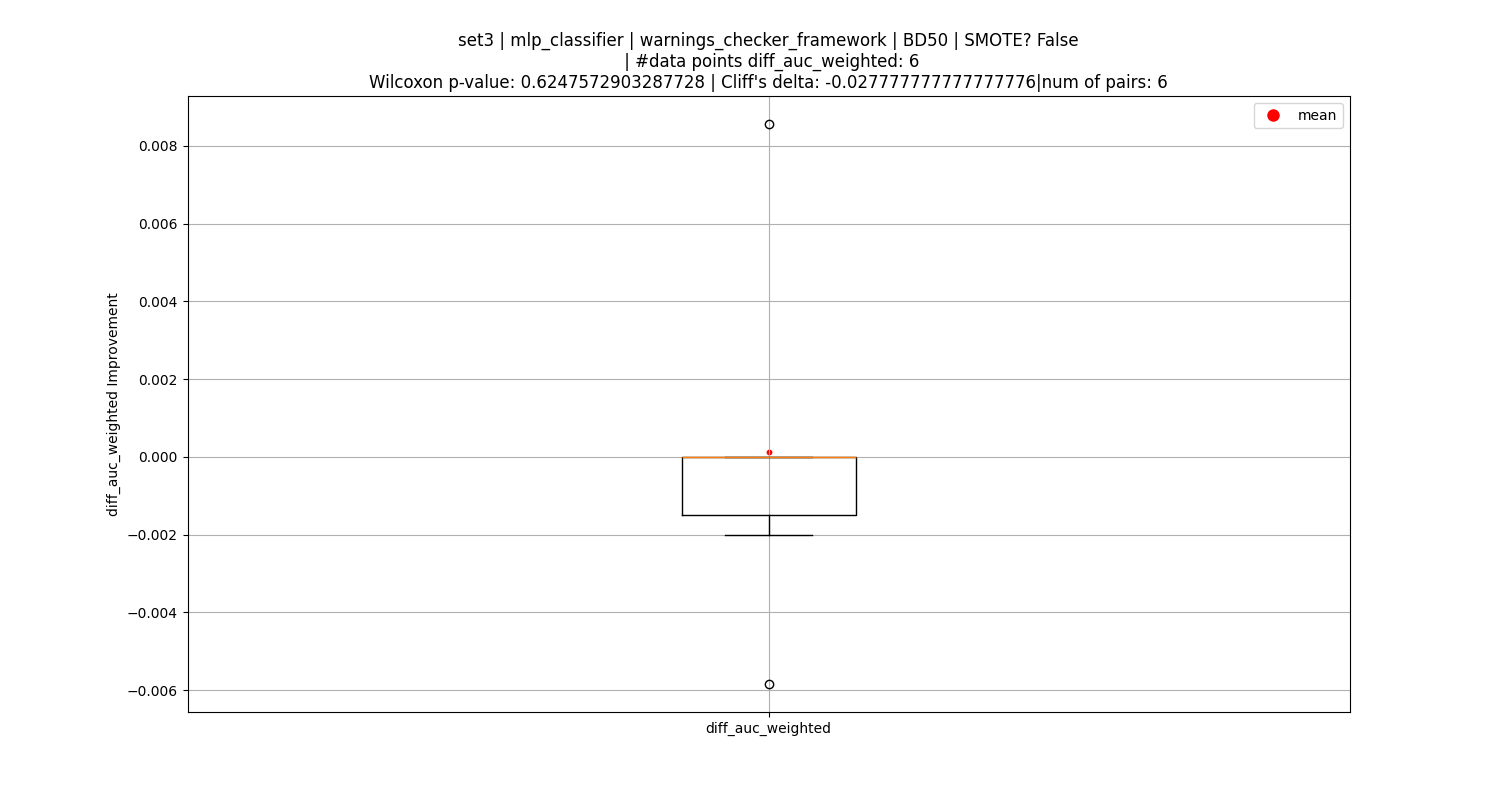 set3 | mlp_classifier | warnings_checker_framework | BD50 | SMOTE? False
| #data points diff_auc_weighted: 6
Wilcoxon p-value: 0.6247572903287728 | Cliff's delta: -0.027777777777777776|num of pairs: 6
mean
0.008
0.006
0.004
0.002
0.000
−0.002
−0.004
−0.006
diff_auc_weighted Improvement
diff_auc_weighted